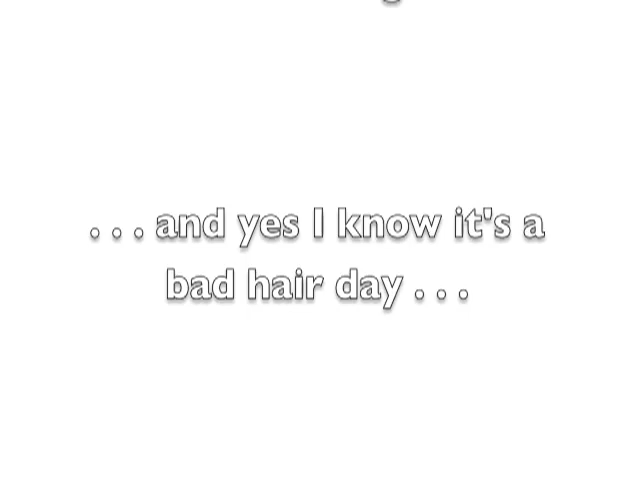 . . . and yes I know it's a
bad hair day . . .